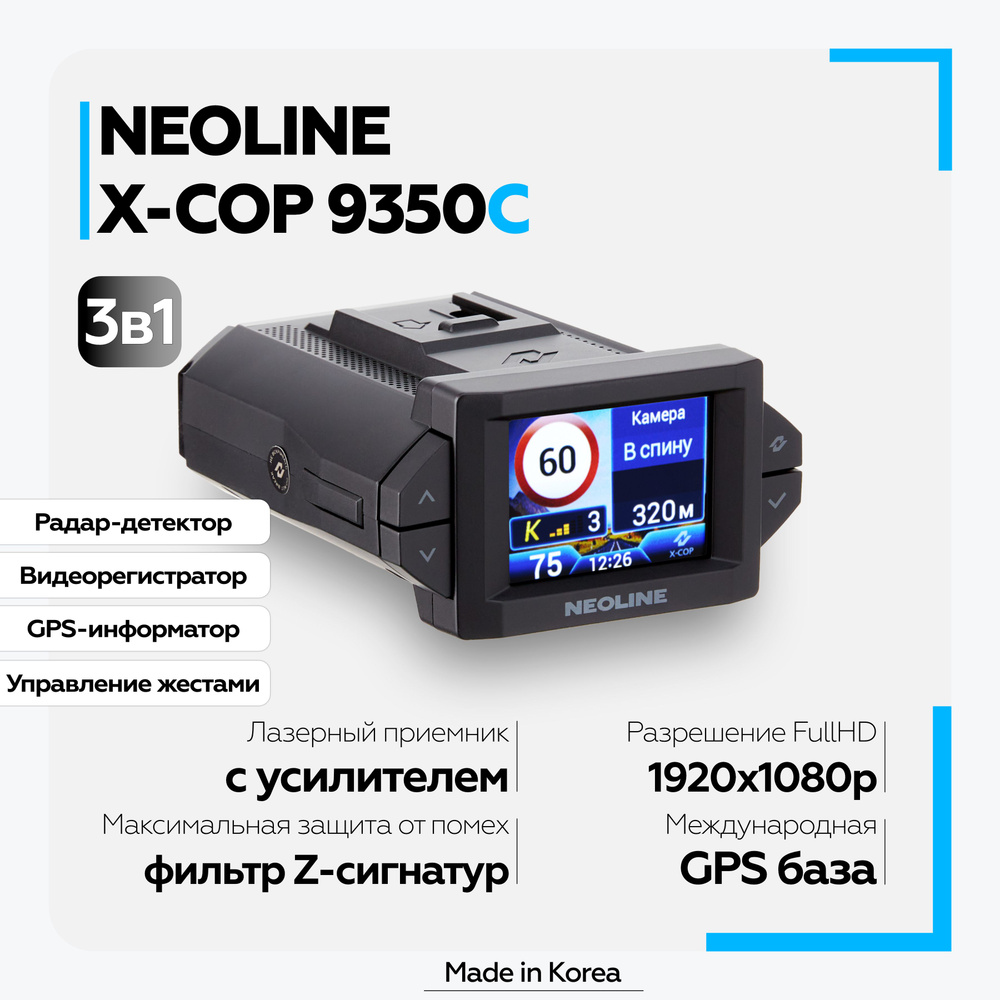 NEOLINE
X-COP 9350C
3в1
Камера
60
В спину
K 3
320 м
75
12:26
X-COP
NEOLINE
Радар-детектор
Видеорегистратор
GPS-информатор
Управление жестами
Лазерный приемник
с усилителем
Максимальная защита от помех
фильтр Z-сигнатур
Разрешение FullHD
1920x1080p
Международная
GPS база
Made in Korea